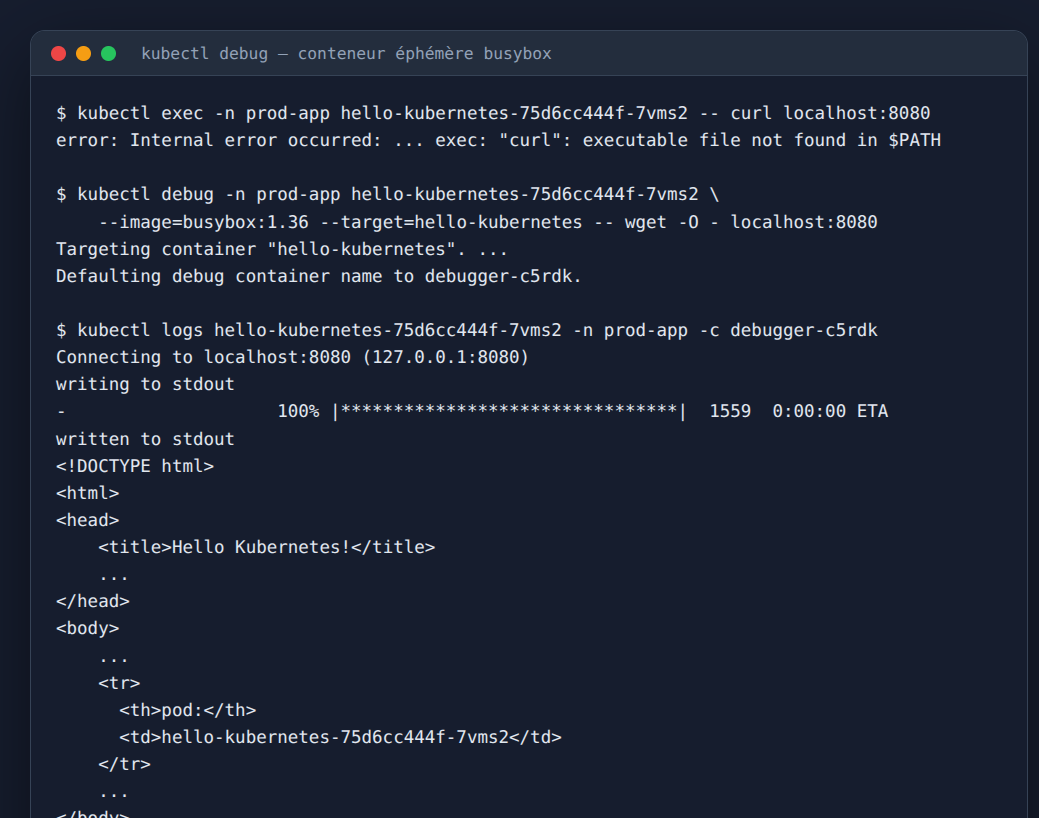 kubectl debug — conteneur éphémère busybox
$ kubectl exec -n prod-app hello-kubernetes-75d6cc444f-7vms2 -- curl localhost:8080
error: Internal error occurred: ... exec: "curl": executable file not found in $PATH
$ kubectl debug -n prod-app hello-kubernetes-75d6cc444f-7vms2 \
    --image=busybox:1.36 --target=hello-kubernetes -- wget -O - localhost:8080
Targeting container "hello-kubernetes". ...
Defaulting debug container name to debugger-c5rdk.
$ kubectl logs hello-kubernetes-75d6cc444f-7vms2 -n prod-app -c debugger-c5rdk
Connecting to localhost:8080 (127.0.0.1:8080)
writing to stdout
-                    100% |********************************|  1559  0:00:00 ETA
written to stdout
<!DOCTYPE html>
<html>
<head>
    <title>Hello Kubernetes!</title>
    ...
</head>
<body>
    ...
    <tr>
      <th>pod:</th>
      <td>hello-kubernetes-75d6cc444f-7vms2</td>
    </tr>
    ...
</body>